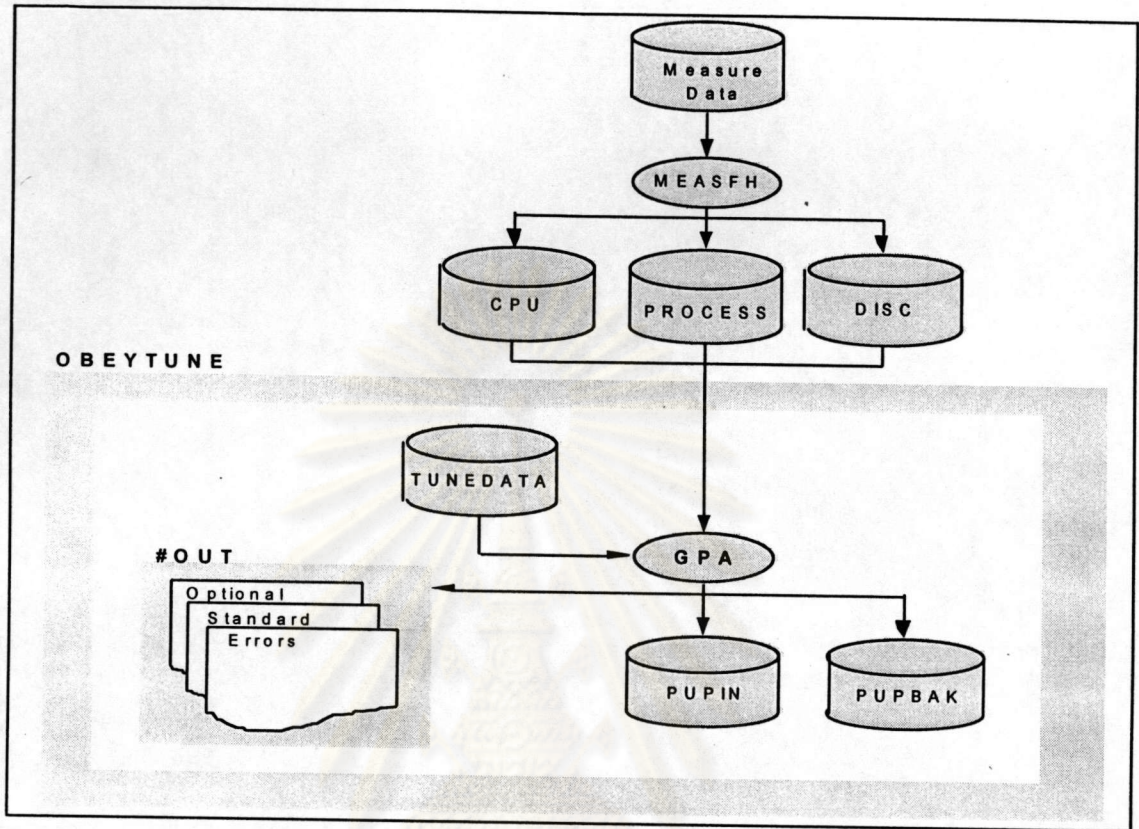 Measure
Data
MEASFH
CPU
PROCESS
DISC
OBEYTUNE
TUNEDATA
GPA
#OUT
Optional
Standard
Errors
PUPIN
PUPBAK